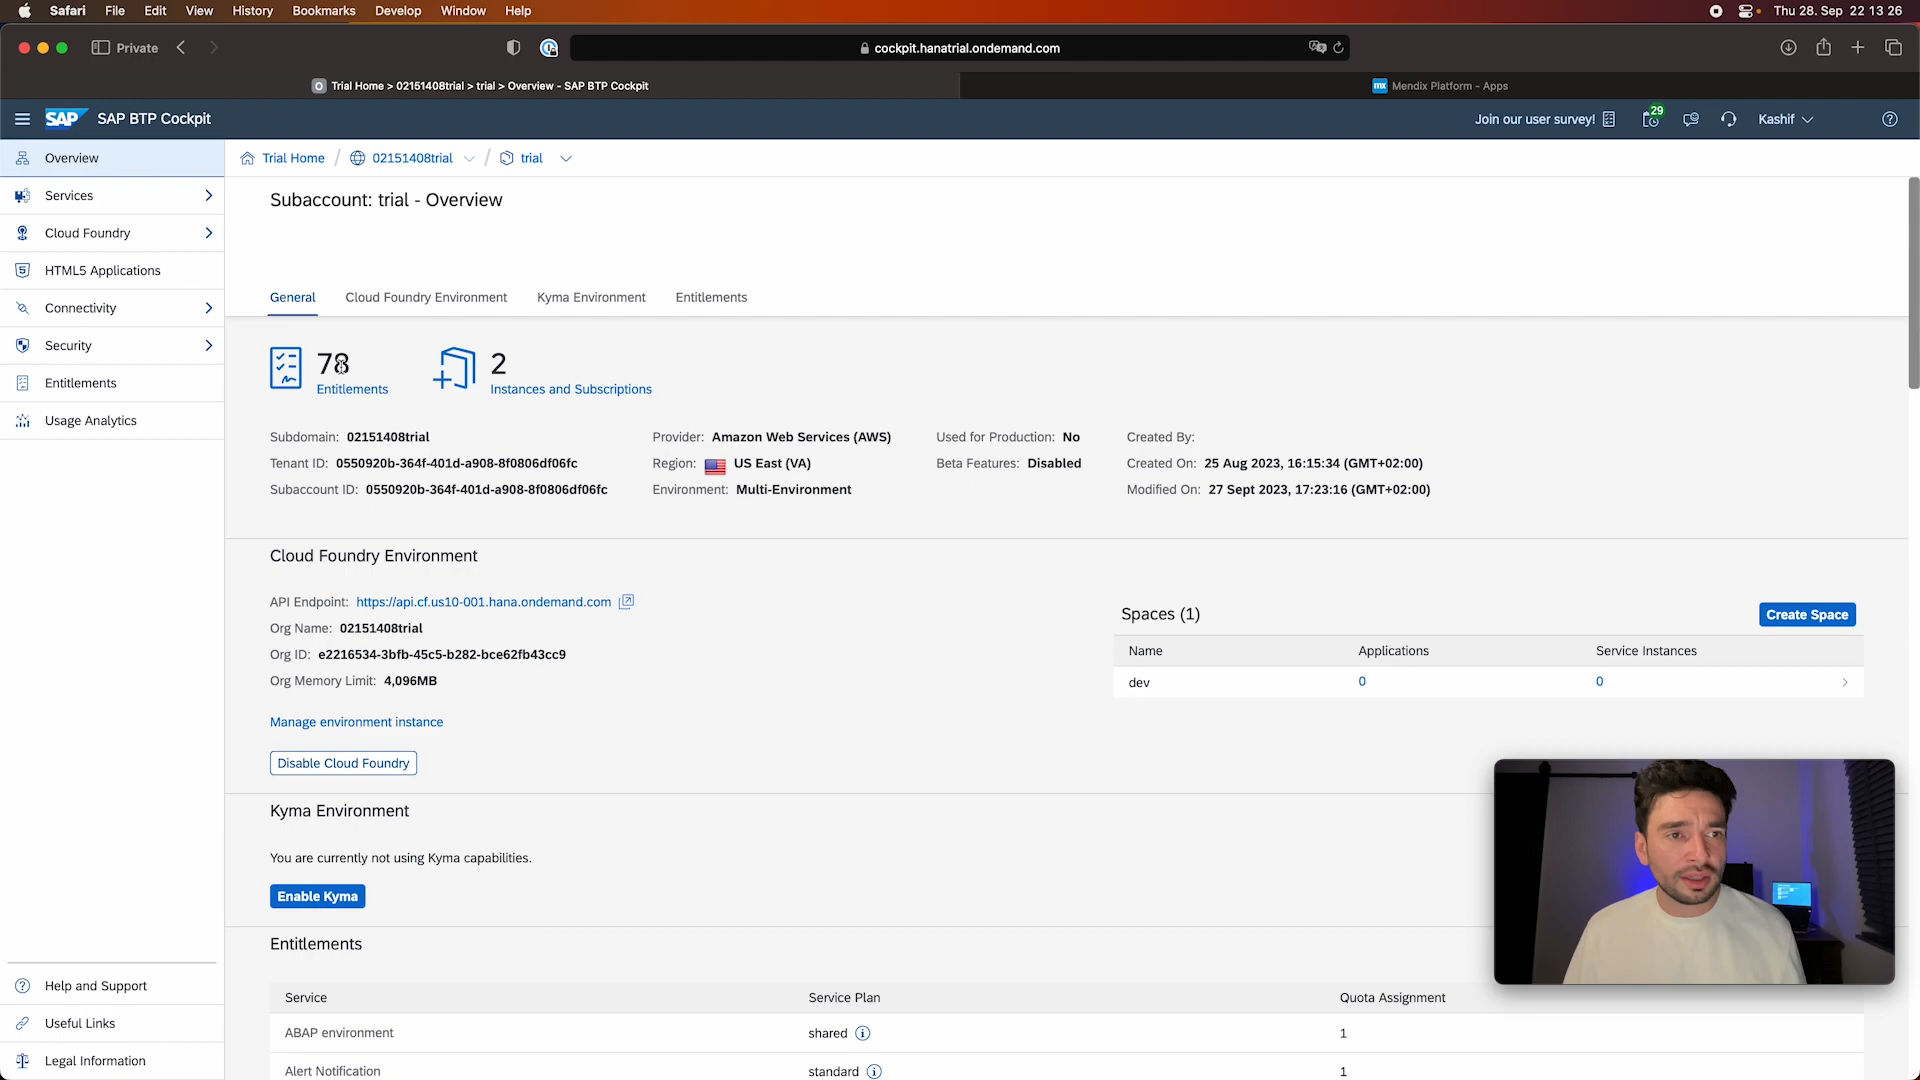 Safari File Edit View History Bookmarks Develop Window Help Thu 28. Sep 22 13 26
Private cockpit.hanatrial.ondemand.com
Trial Home > 02151408trial > trial > Overview - SAP BTP Cockpit mx Mendix Platform - Apps
SAP SAP BTP Cockpit Join our user survey! 29 Kashif
Overview
Services
Cloud Foundry
HTML5 Applications
Connectivity
Security
Entitlements
Usage Analytics
Help and Support
Useful Links
Legal Information
Trial Home / 02151408trial / trial
Subaccount: trial - Overview
General Cloud Foundry Environment Kyma Environment Entitlements
78 Entitlements
2 Instances and Subscriptions
Subdomain: 02151408trial
Tenant ID: 0550920b-364f-401d-a908-8f0806df06fc
Subaccount ID: 0550920b-364f-401d-a908-8f0806df06fc
Provider: Amazon Web Services (AWS)
Region: US East (VA)
Environment: Multi-Environment
Used for Production: No
Beta Features: Disabled
Created By:
Created On: 25 Aug 2023, 16:15:34 (GMT+02:00)
Modified On: 27 Sept 2023, 17:23:16 (GMT+02:00)
Cloud Foundry Environment
API Endpoint: https://api.cf.us10-001.hana.ondemand.com
Org Name: 02151408trial
Org ID: e2216534-3bfb-45c5-b282-bce62fb43cc9
Org Memory Limit: 4,096MB
Manage environment instance
Disable Cloud Foundry
Spaces (1) Create Space
Name Applications Service Instances
dev 0 0
Kyma Environment
You are currently not using Kyma capabilities.
Enable Kyma
Entitlements
Service Service Plan Quota Assignment
ABAP environment shared 1
Alert Notification standard 1